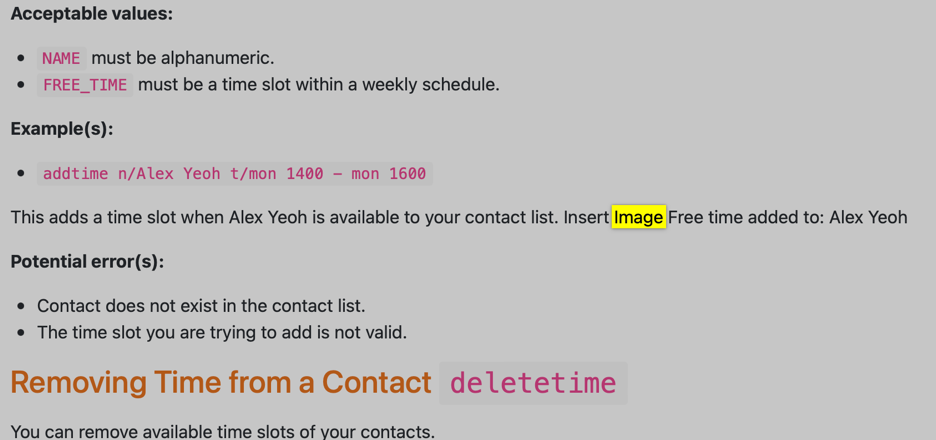 Acceptable values:
NAME must be alphanumeric.
FREE_TIME must be a time slot within a weekly schedule.
Example(s):
addtime n/Alex Yeoh t/mon 1400 – mon 1600
This adds a time slot when Alex Yeoh is available to your contact list. Insert Image Free time added to: Alex Yeoh
Potential error(s):
Contact does not exist in the contact list.
The time slot you are trying to add is not valid.
Removing Time from a Contact deletetime
You can remove available time slots of your contacts.